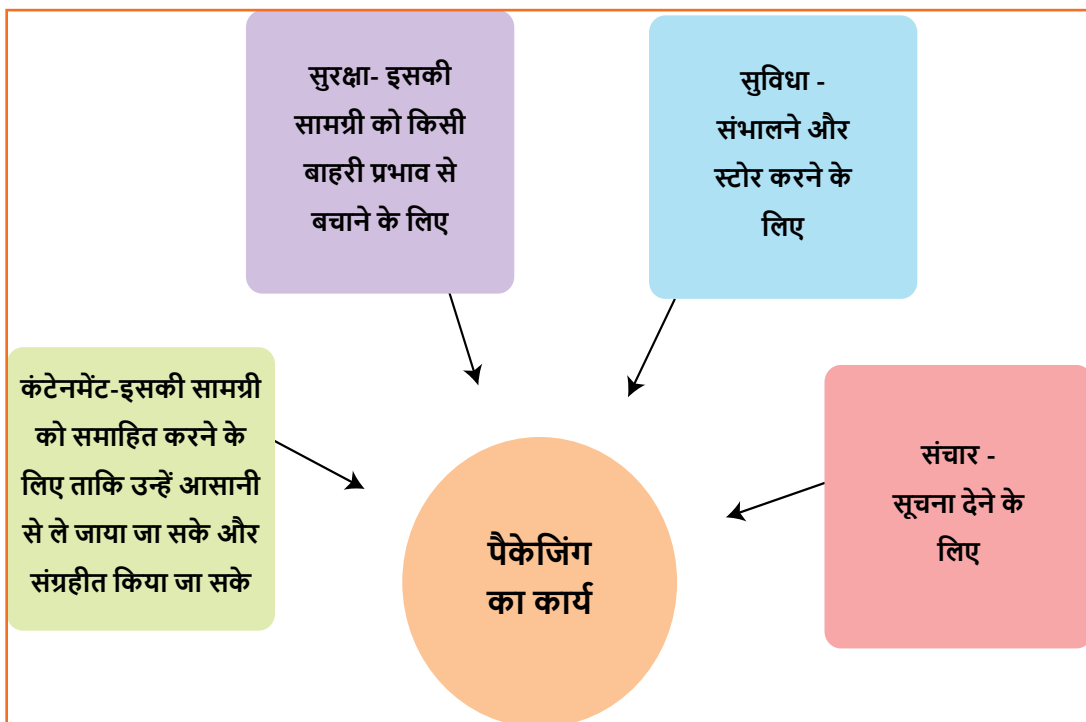 सुरक्षा- इसकी
सामग्री को किसी
बाहरी प्रभाव से
बचाने के लिए
सुविधा -
संभालने और
स्टोर करने के
लिए
कंटेनमेंट-इसकी सामग्री
को समाहित करने के
लिए ताकि उन्हें आसानी
से ले जाया जा सके और
संग्रहीत किया जा सके
संचार -
सूचना देने के
लिए
पैकेजिंग
का कार्य